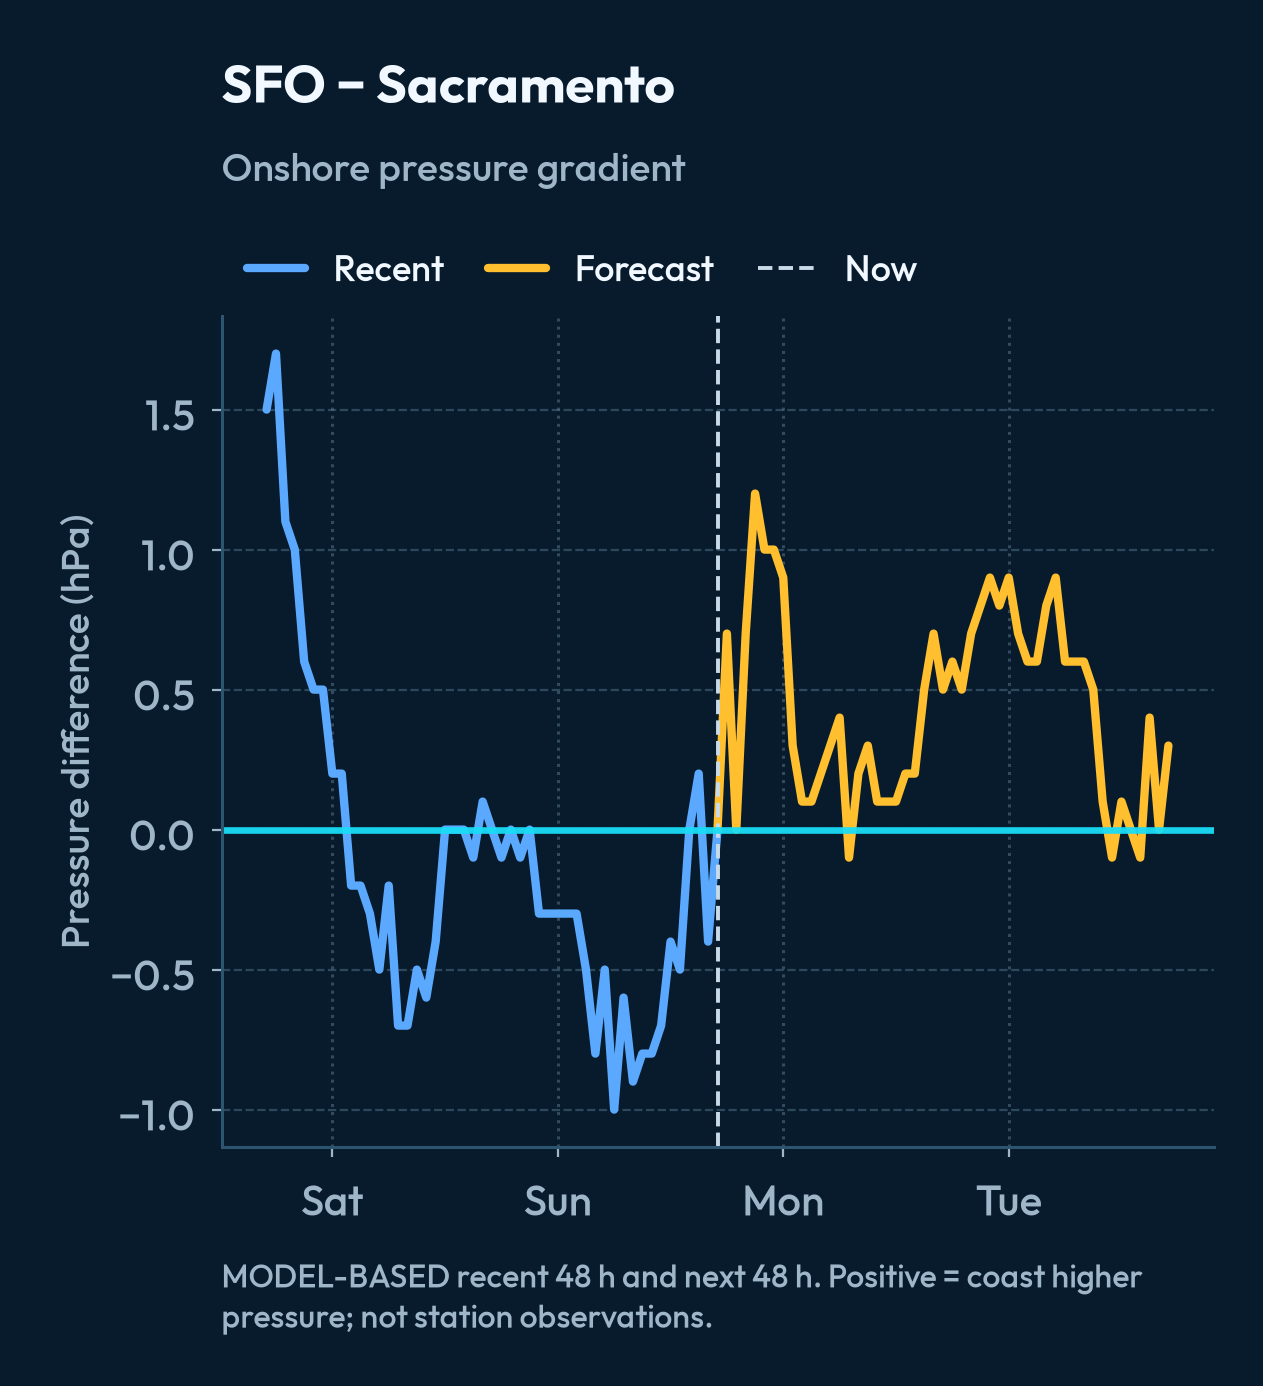 SFO – Sacramento
Onshore pressure gradient
Recent
Forecast
Now
Pressure difference (hPa)
1.5
1.0
0.5
0.0
−0.5
−1.0
Sat
Sun
Mon
Tue
MODEL-BASED recent 48 h and next 48 h. Positive = coast higher
pressure; not station observations.